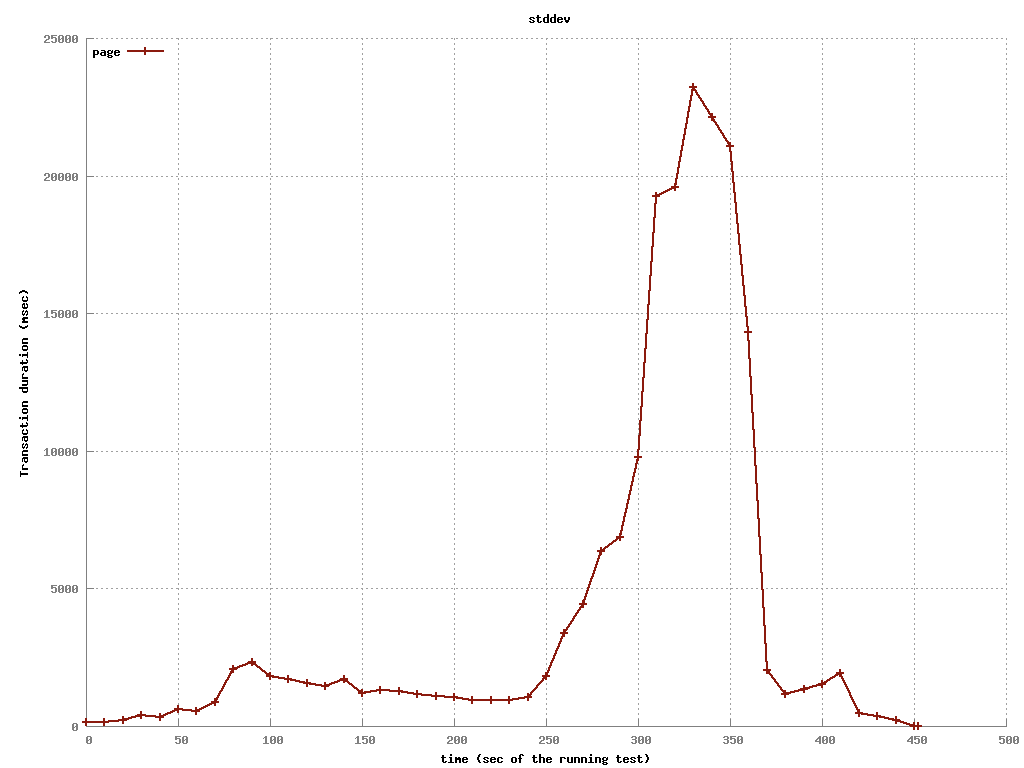 stddev
25000
page
20000
15000
Transaction duration (msec)
10000
5000
0
0 50 100 150 200 250 300 350 400 450 500
time (sec of the running test)